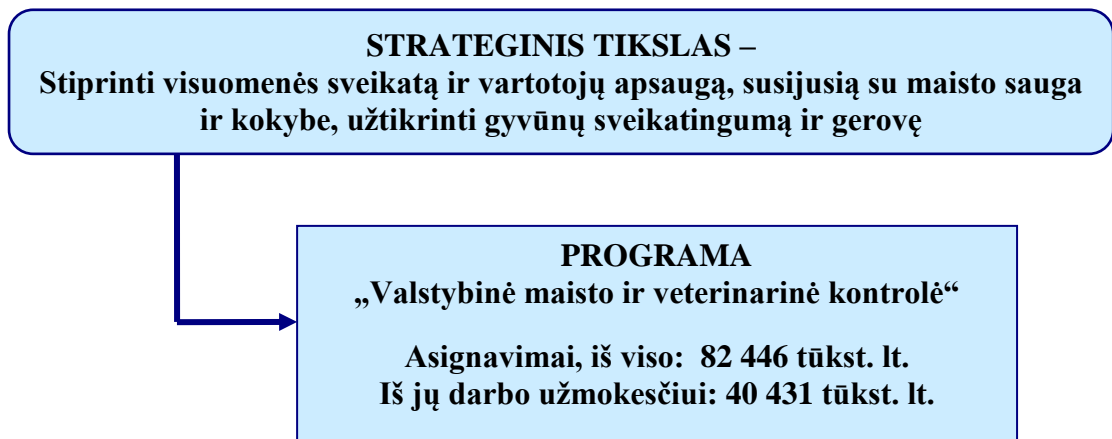 STRATEGINIS TIKSLAS –
Stiprinti visuomenės sveikatą ir vartotojų apsaugą, susijusią su maisto sauga
ir kokybe, užtikrinti gyvūnų sveikatingumą ir gerovę
PROGRAMA
„Valstybinė maisto ir veterinarinė kontrolė“
Asignavimai, iš viso: 82 446 tūkst. lt.
Iš jų darbo užmokesčiui: 40 431 tūkst. lt.